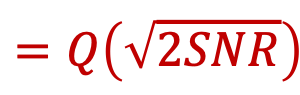 = Q(√2SNR)